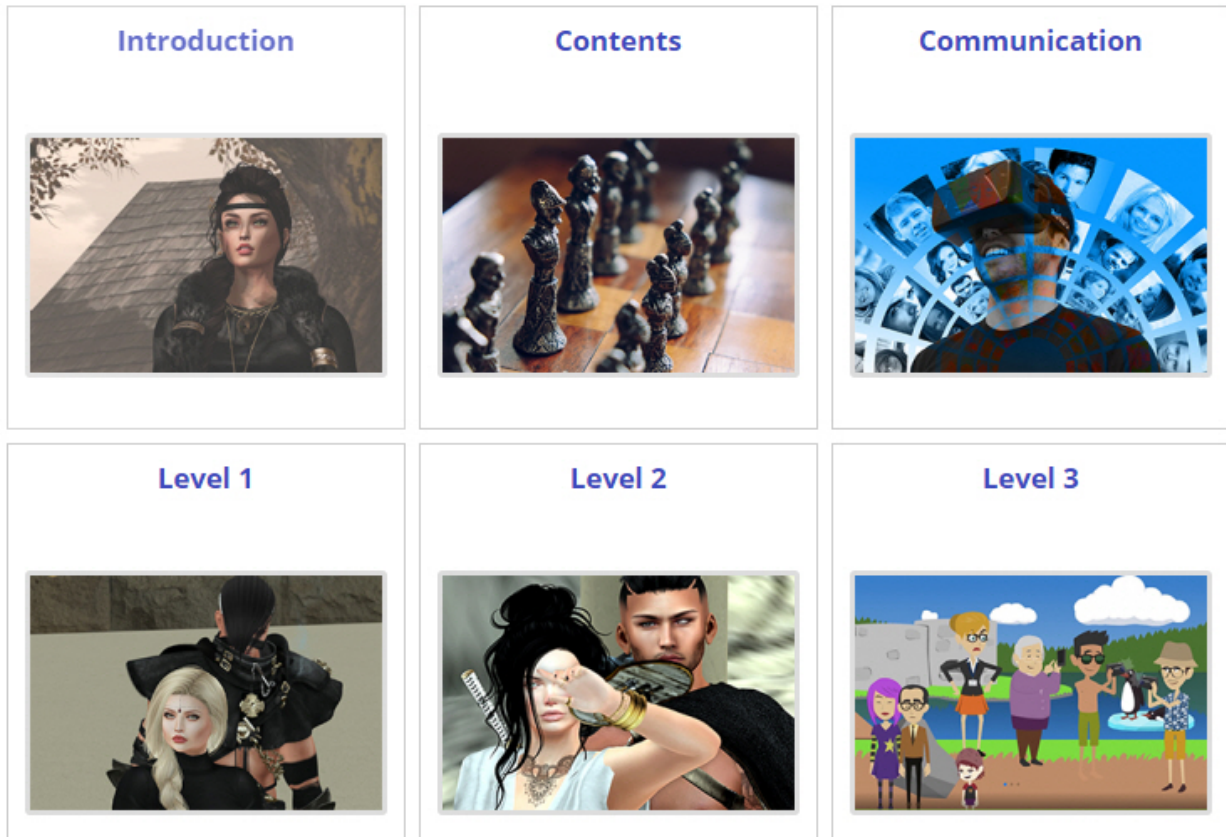 Introduction
Contents
Communication
Level 1
Level 2
Level 3